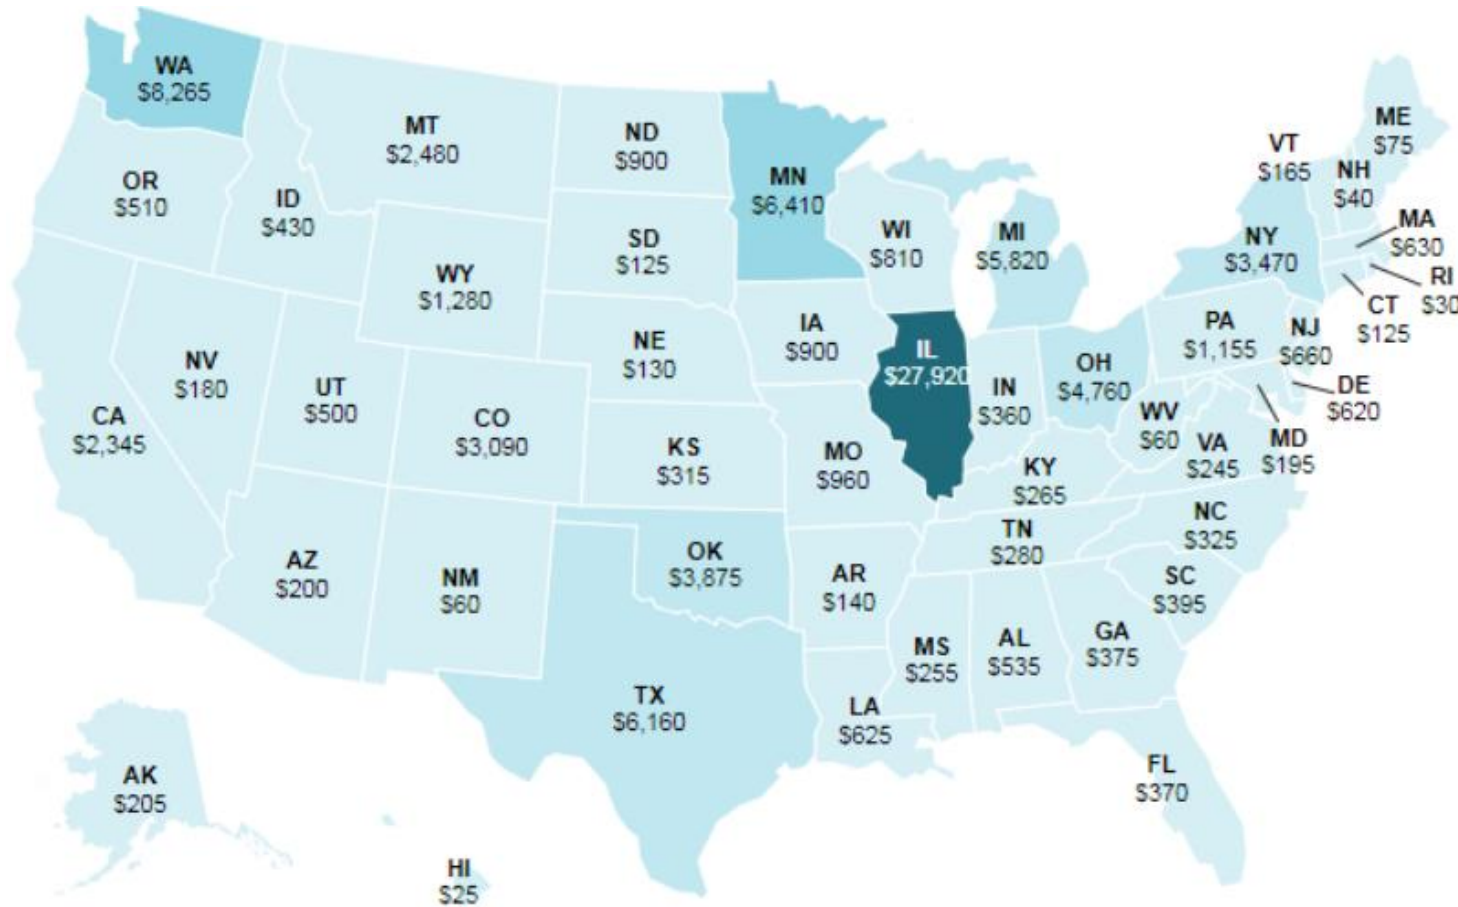 WA
$8,265
MT
$2,480
ND
$900
MN
$6,410
OR
$510
ID
$430
WY
$1,280
SD
$125
WI
$810
MI
$5,820
VT
$165
ME
$75
NH
$40
NY
$3,470
MA
$630
RI
$30
CT
$125
NV
$180
UT
$500
CO
$3,090
NE
$130
IA
$900
IL
$27,920
IN
$360
OH
$4,760
PA
$1,155
NJ
$660
DE
$620
MD
$195
CA
$2,345
KS
$315
MO
$960
KY
$265
WV
$60
VA
$245
AZ
$200
NM
$60
OK
$3,875
AR
$140
TN
$280
NC
$325
SC
$395
TX
$6,160
LA
$625
MS
$255
AL
$535
GA
$375
FL
$370
AK
$205
HI
$25